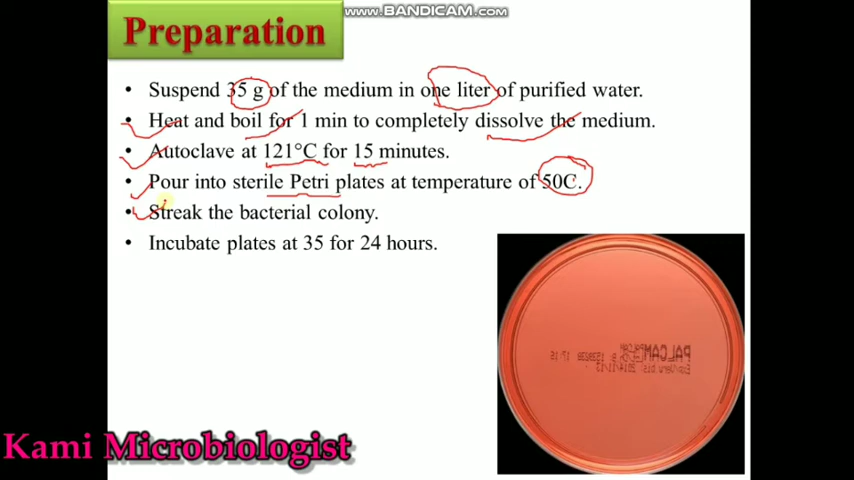 www.BANDICAM.com
Preparation
• Suspend 35 g of the medium in one liter of purified water.
• Heat and boil for 1 min to completely dissolve the medium.
• Autoclave at 121°C for 15 minutes.
• Pour into sterile Petri plates at temperature of 50C.
• Streak the bacterial colony.
• Incubate plates at 35 for 24 hours.
PALCAM
Kami Microbiologist